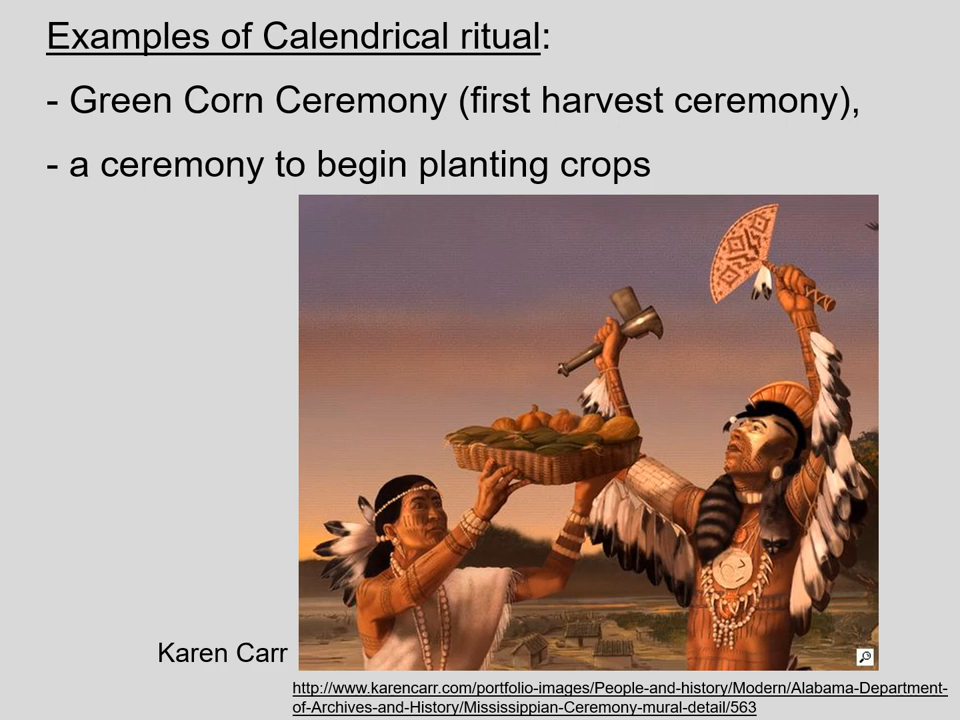 Examples of Calendrical ritual:
- Green Corn Ceremony (first harvest ceremony),
- a ceremony to begin planting crops
Karen Carr
http://www.karencarr.com/portfolio-images/People-and-history/Modern/Alabama-Department-
of-Archives-and-History/Mississippian-Ceremony-mural-detail/563